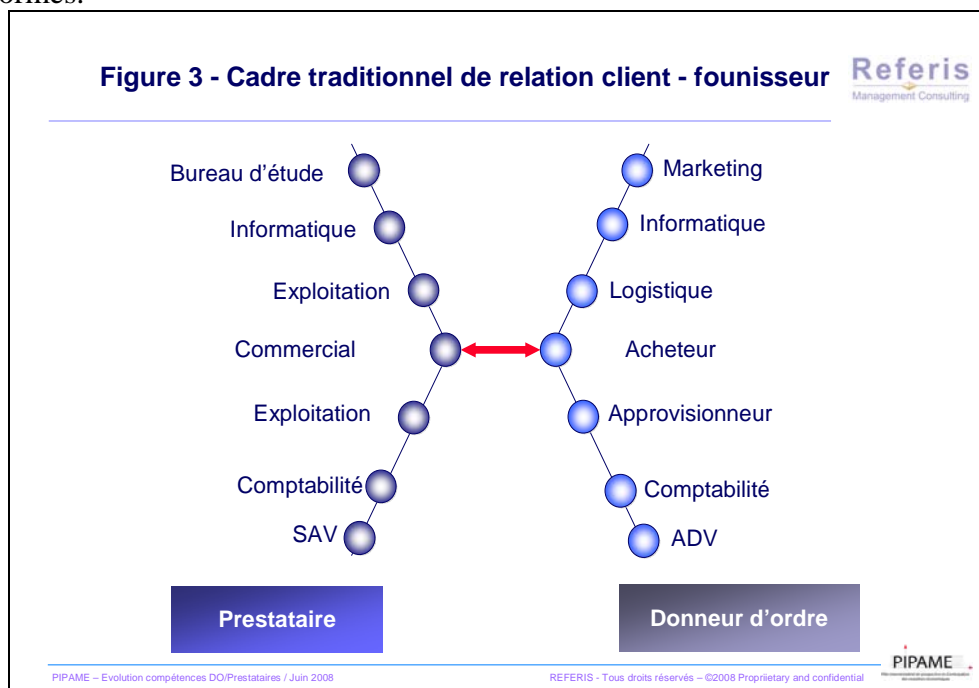 ormes.
Figure 3 - Cadre traditionnel de relation client - founisseur
Referis
Management Consulting
Bureau d'étude
Marketing
Informatique
Informatique
Exploitation
Logistique
Commercial
Acheteur
Exploitation
Approvisionneur
Comptabilité
Comptabilité
SAV
ADV
Prestataire
Donneur d'ordre
PIPAME – Evolution compétences DO/Prestataires / Juin 2008
REFERIS - Tous droits réservés – ©2008 Propriietary and confidential
PIPAME